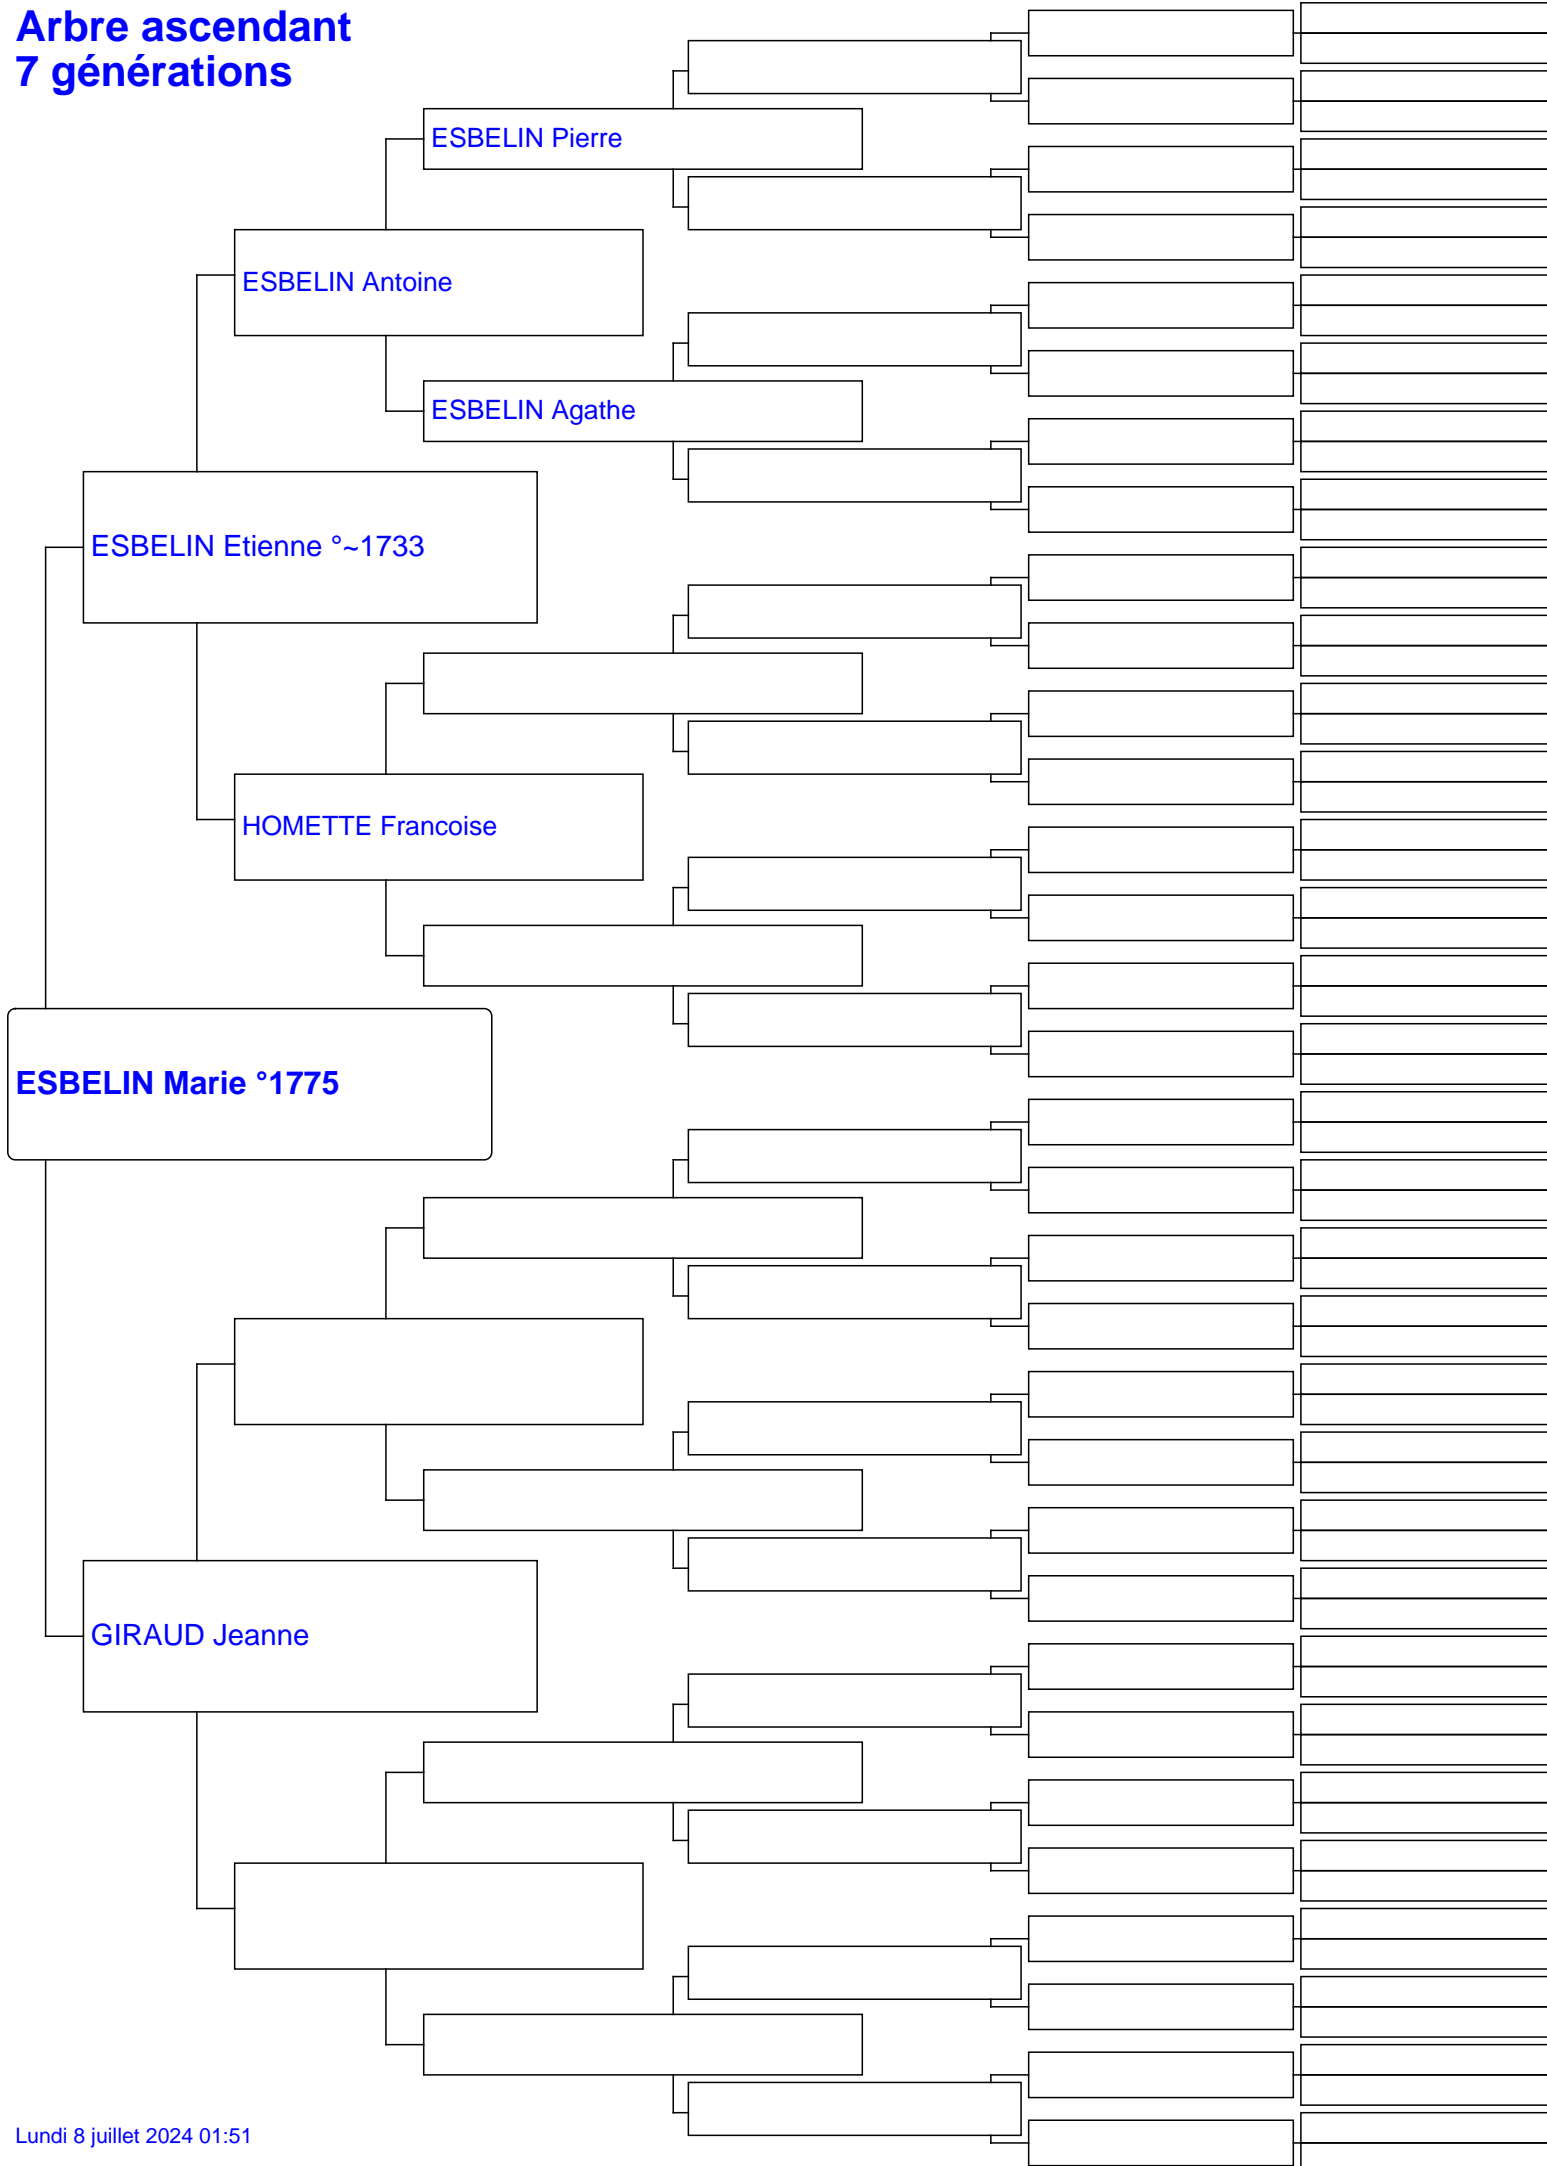 Arbre ascendant
7 générations
ESBELIN Pierre
ESBELIN Antoine
ESBELIN Agathe
ESBELIN Etienne °~1733
HOMETTE Francoise
ESBELIN Marie °1775
GIRAUD Jeanne
Lundi 8 juillet 2024 01:51